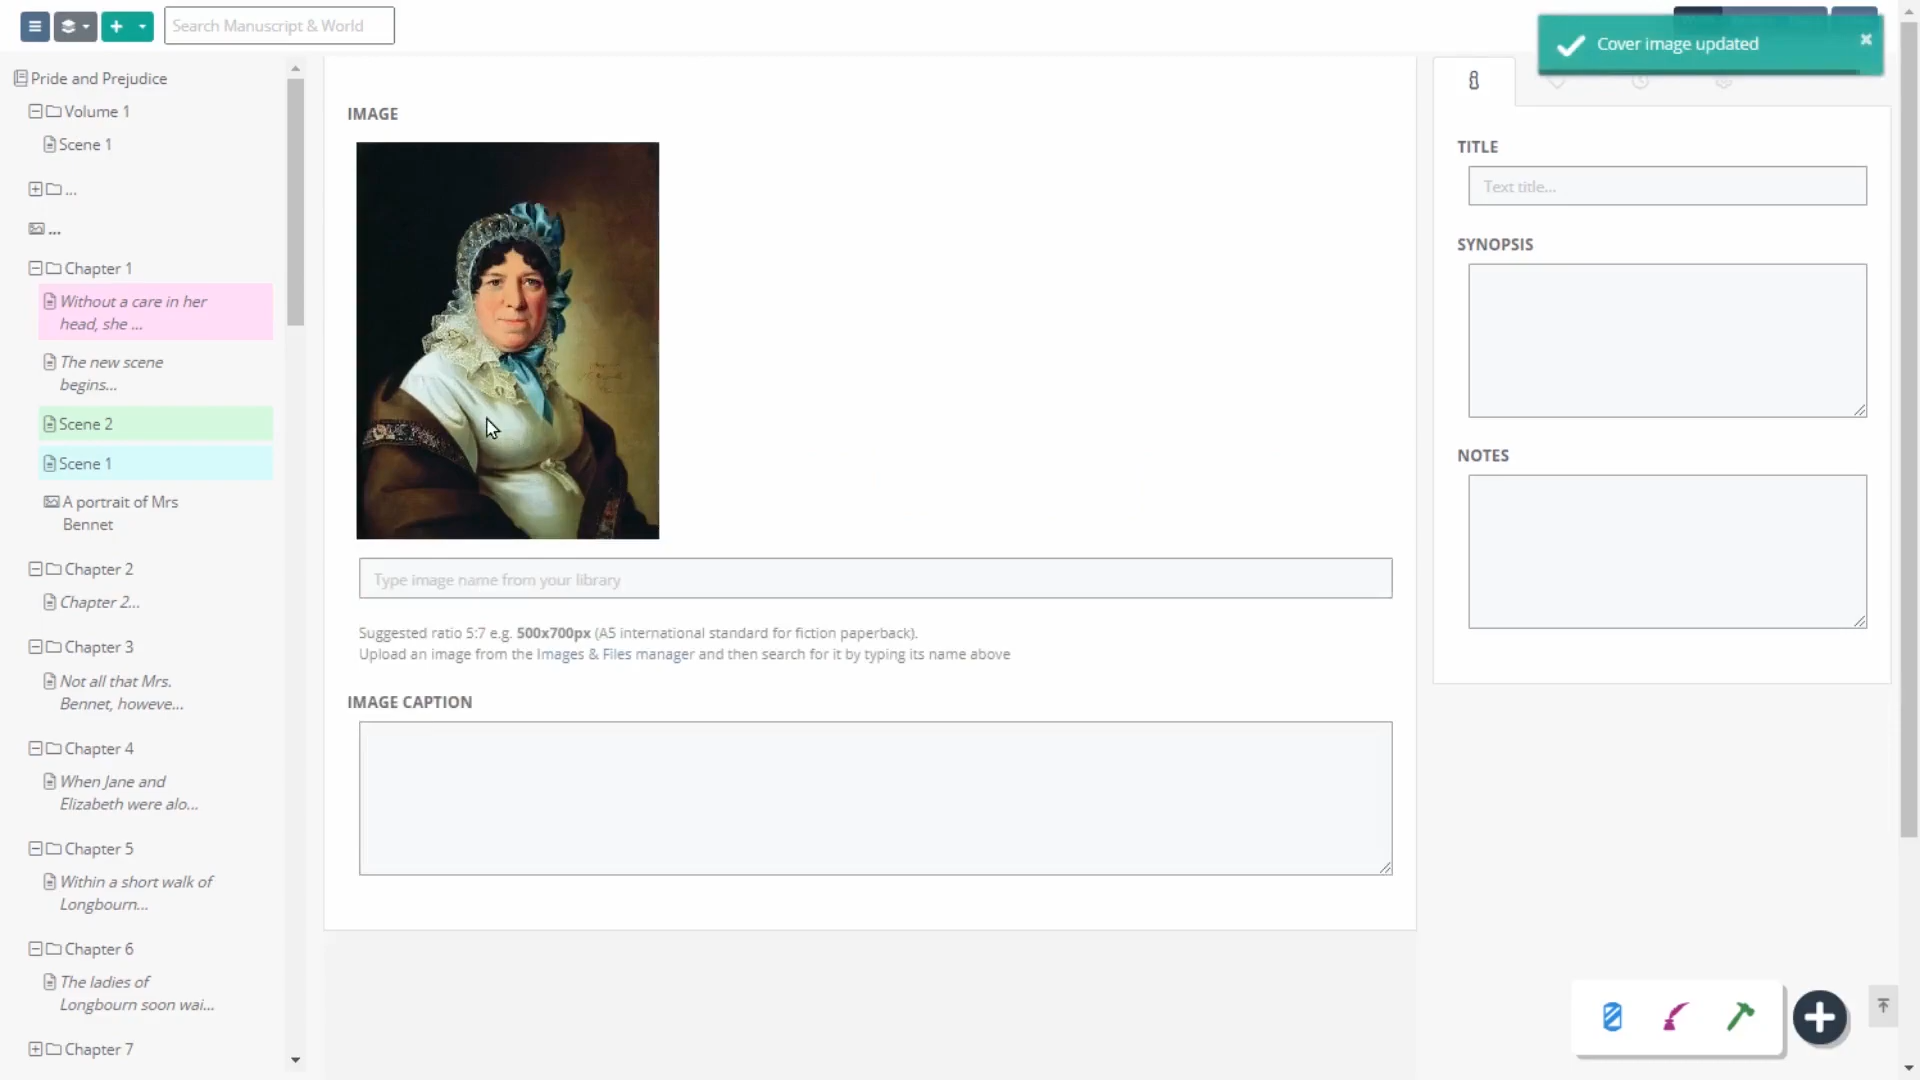 Search Manuscript & World
Cover image updated
Pride and Prejudice
Volume 1
Scene 1
...
...
Chapter 1
Without a care in her
head, she ...
The new scene
begins...
Scene 2
Scene 1
A portrait of Mrs
Bennet
Chapter 2
Chapter 2...
Chapter 3
Not all that Mrs.
Bennet, howeve...
Chapter 4
When Jane and
Elizabeth were alo...
Chapter 5
Within a short walk of
Longbourn...
Chapter 6
The ladies of
Longbourn soon wai...
Chapter 7
IMAGE
Type image name from your library
Suggested ratio 5:7 e.g. 500x700px (A5 international standard for fiction paperback).
Upload an image from the Images & Files manager and then search for it by typing its name above
IMAGE CAPTION
TITLE
Text title...
SYNOPSIS
NOTES